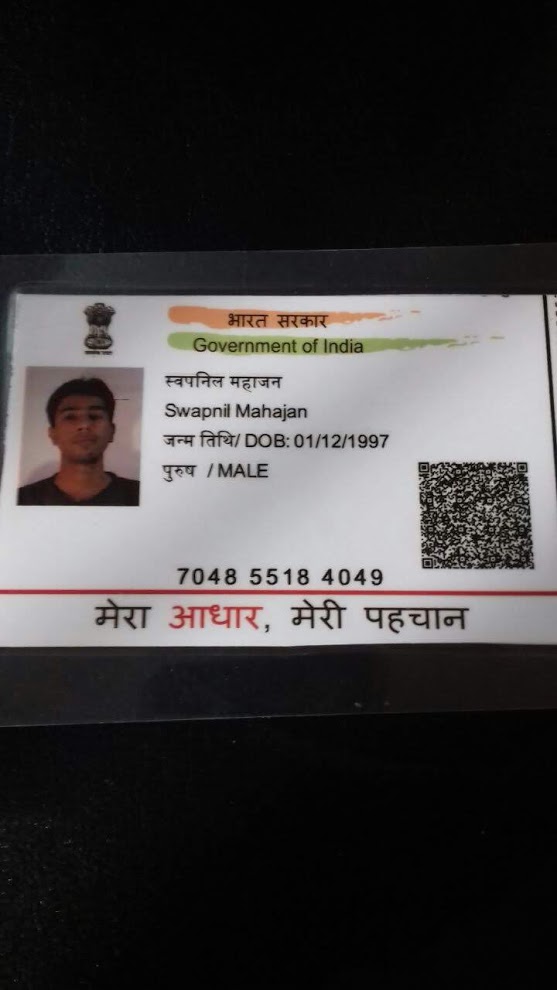 भारत सरकार
Government of India
स्वपनिल महाजन
Swapnil Mahajan
जन्म तिथि/ DOB: 01/12/1997
पुरुष / MALE
7048 5518 4049
मेरा आधार, मेरी पहचान